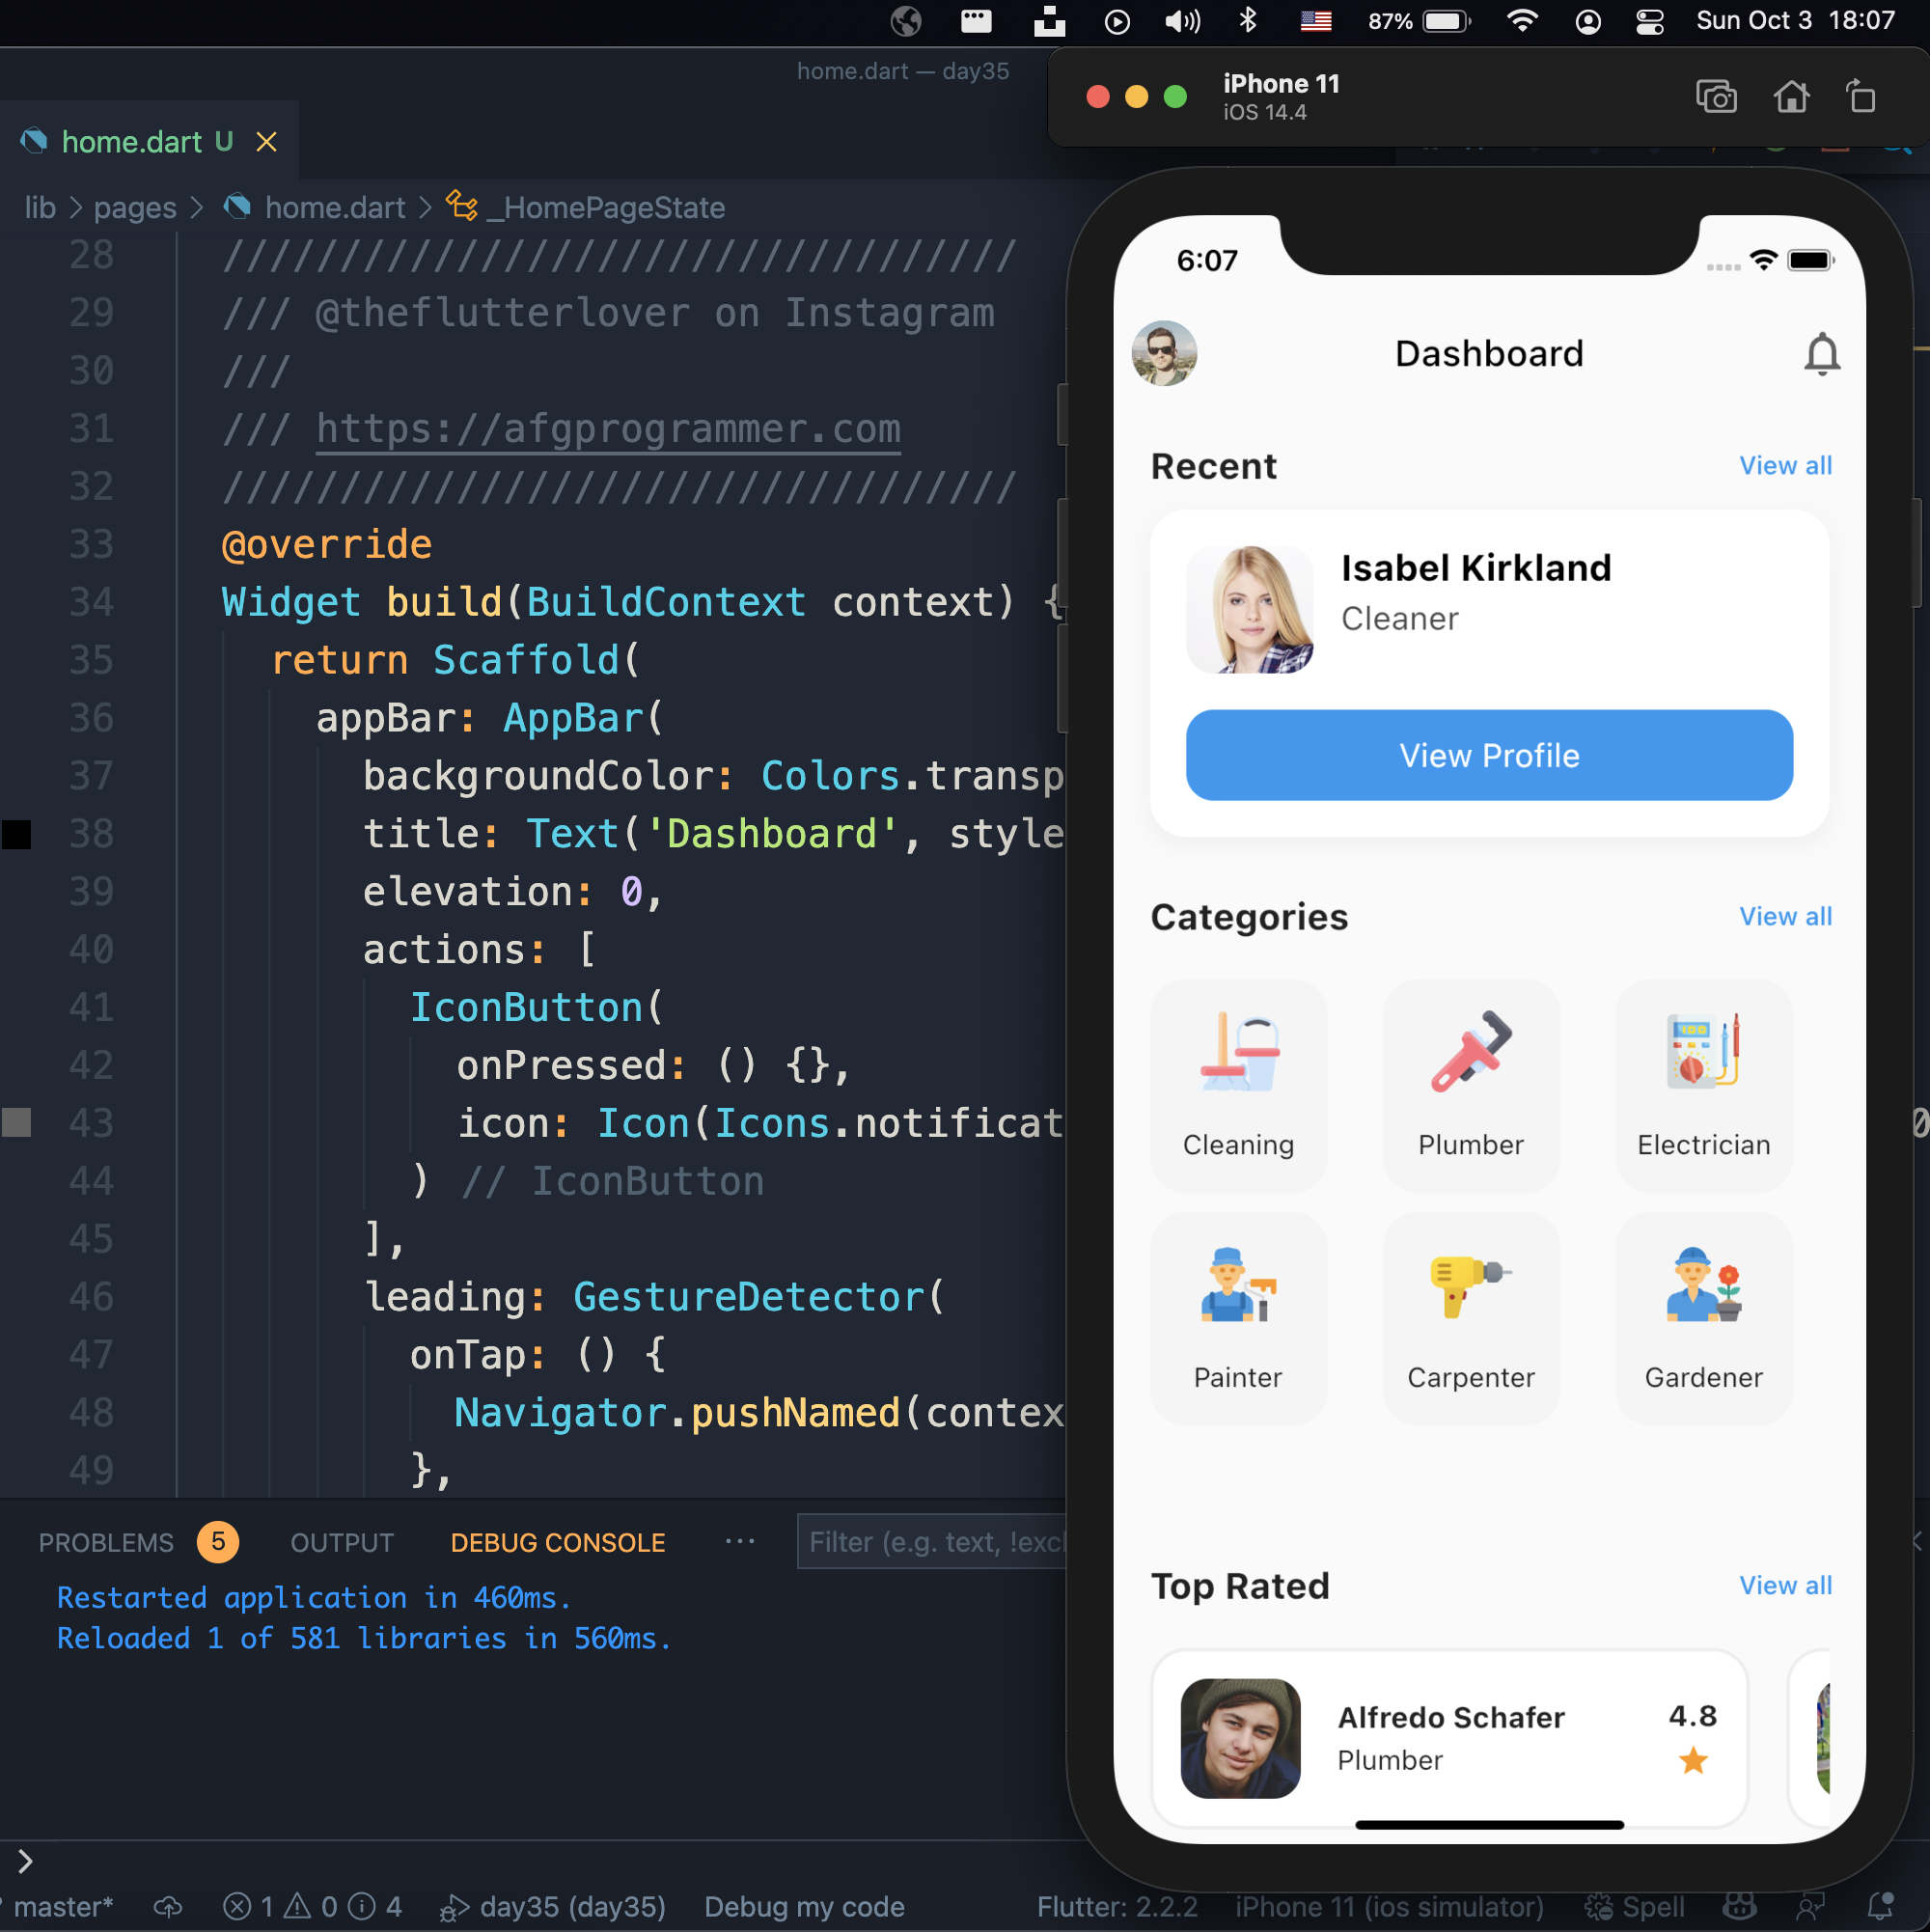 87%
Sun Oct 3 18:07
home.dart — day35
iPhone 11
iOS 14.4
home.dart U
lib > pages > home.dart > _HomePageState
28 //////////////////////////////////
29 /// @theflutterlover on Instagram
30 ///
31 /// https://afgprogrammer.com
32 //////////////////////////////////
33 @override
34 Widget build(BuildContext context) {
35 return Scaffold(
36 appBar: AppBar(
37 backgroundColor: Colors.transp
38 title: Text('Dashboard', style
39 elevation: 0,
40 actions: [
41 IconButton(
42 onPressed: () {},
43 icon: Icon(Icons.notificat
44 ) // IconButton
45 ],
46 leading: GestureDetector(
47 onTap: () {
48 Navigator.pushNamed(contex
49 },
PROBLEMS 5 OUTPUT DEBUG CONSOLE ··· Filter (e.g. text, !excl
Restarted application in 460ms.
Reloaded 1 of 581 libraries in 560ms.
master* 1 0 4 day35 (day35) Debug my code Flutter: 2.2.2 iPhone 11 (ios simulator) Spell
6:07
Dashboard
Recent View all
Isabel Kirkland
Cleaner
View Profile
Categories View all
100
Cleaning Plumber Electrician
Painter Carpenter Gardener
Top Rated View all
Alfredo Schafer 4.8
Plumber